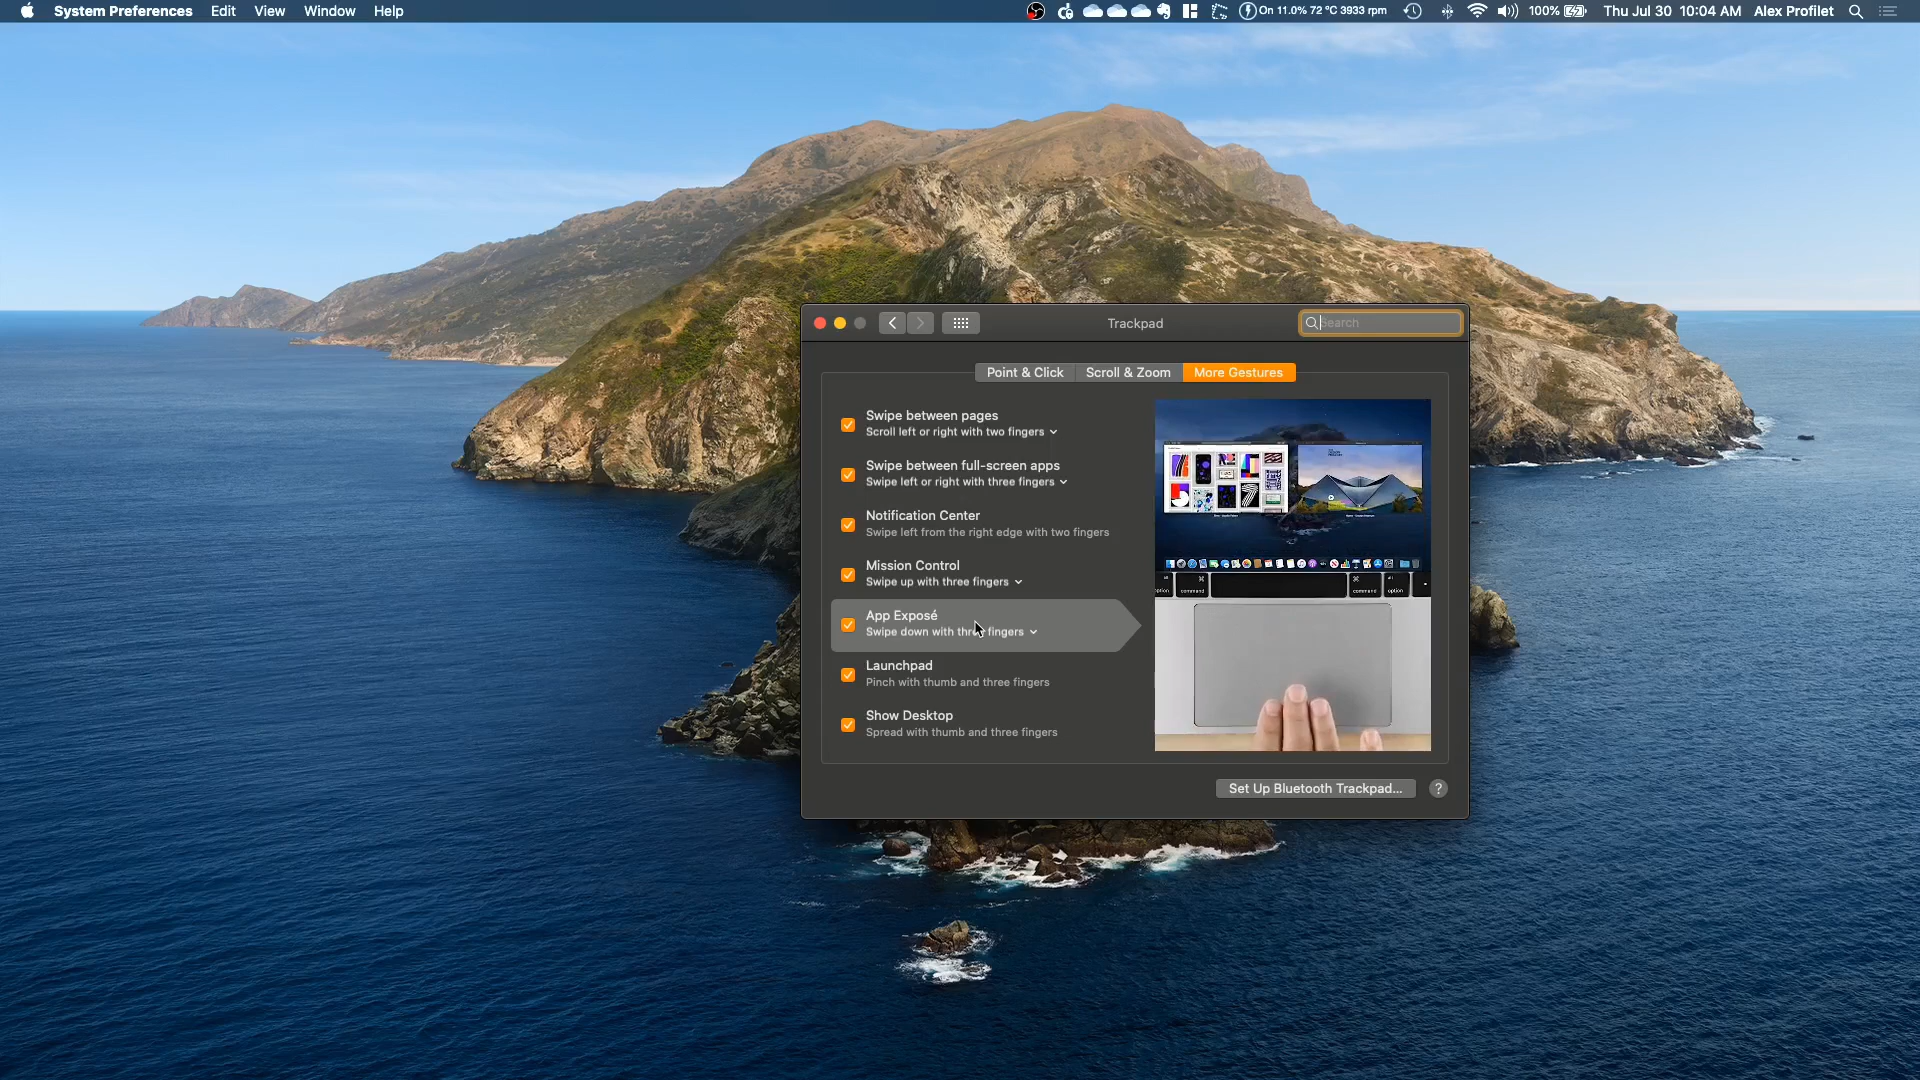 System Preferences Edit View Window Help
On 11.0% 72 °C 3933 rpm 100% Thu Jul 30 10:04 AM Alex Profilet
Trackpad
Search
Point & Click Scroll & Zoom More Gestures
Swipe between pages
Scroll left or right with two fingers
Swipe between full-screen apps
Swipe left or right with three fingers
Notification Center
Swipe left from the right edge with two fingers
Mission Control
Swipe up with three fingers
App Exposé
Swipe down with three fingers
Launchpad
Pinch with thumb and three fingers
Show Desktop
Spread with thumb and three fingers
command command option
Set Up Bluetooth Trackpad... ?